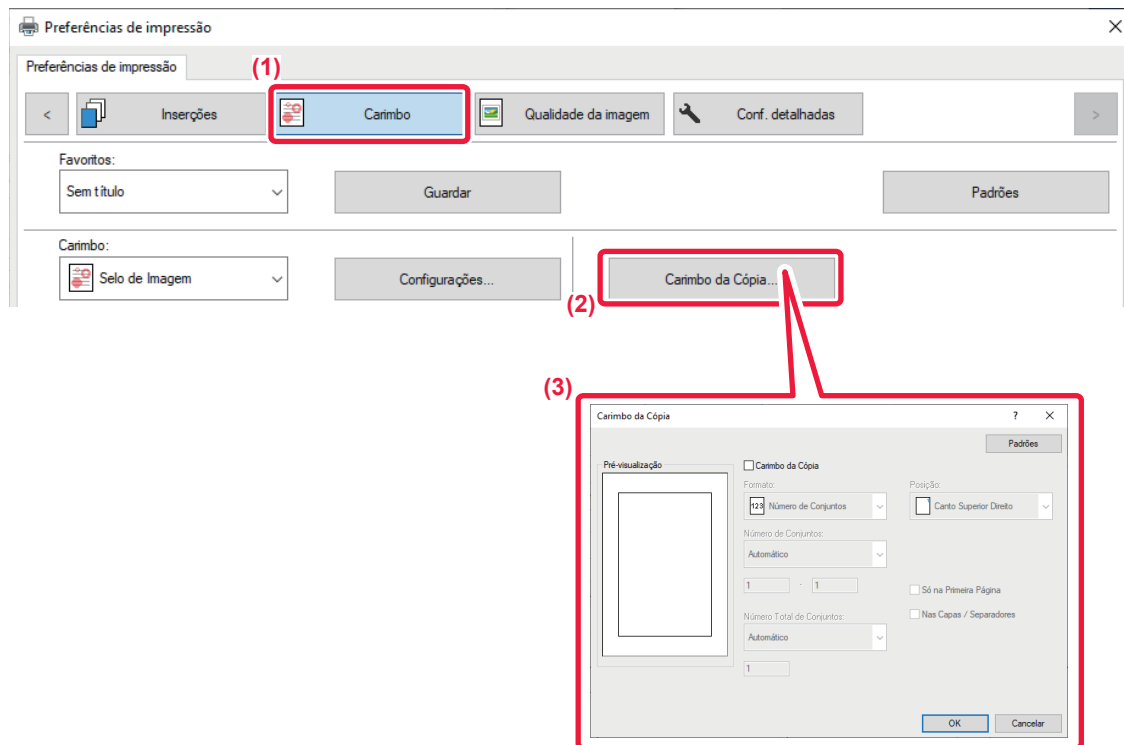 Preferências de impressão
Preferências de impressão
(1)
< Inserções Carimbo Qualidade da imagem Conf. detalhadas >
Favoritos:
Sem título Guardar Padrões
Carimbo:
Selo de Imagem Configurações... Carimbo da Cópia...
(2)
(3)
Carimbo da Cópia ?
Padrões
Pré-visualização Carimbo da Cópia
Formato: Posição:
123 Número de Conjuntos Canto Superior Direito
Número de Conjuntos:
Automático
1 - 1 Só na Primeira Página
Número Total de Conjuntos: Nas Capas / Separadores
Automático
1
OK Cancelar